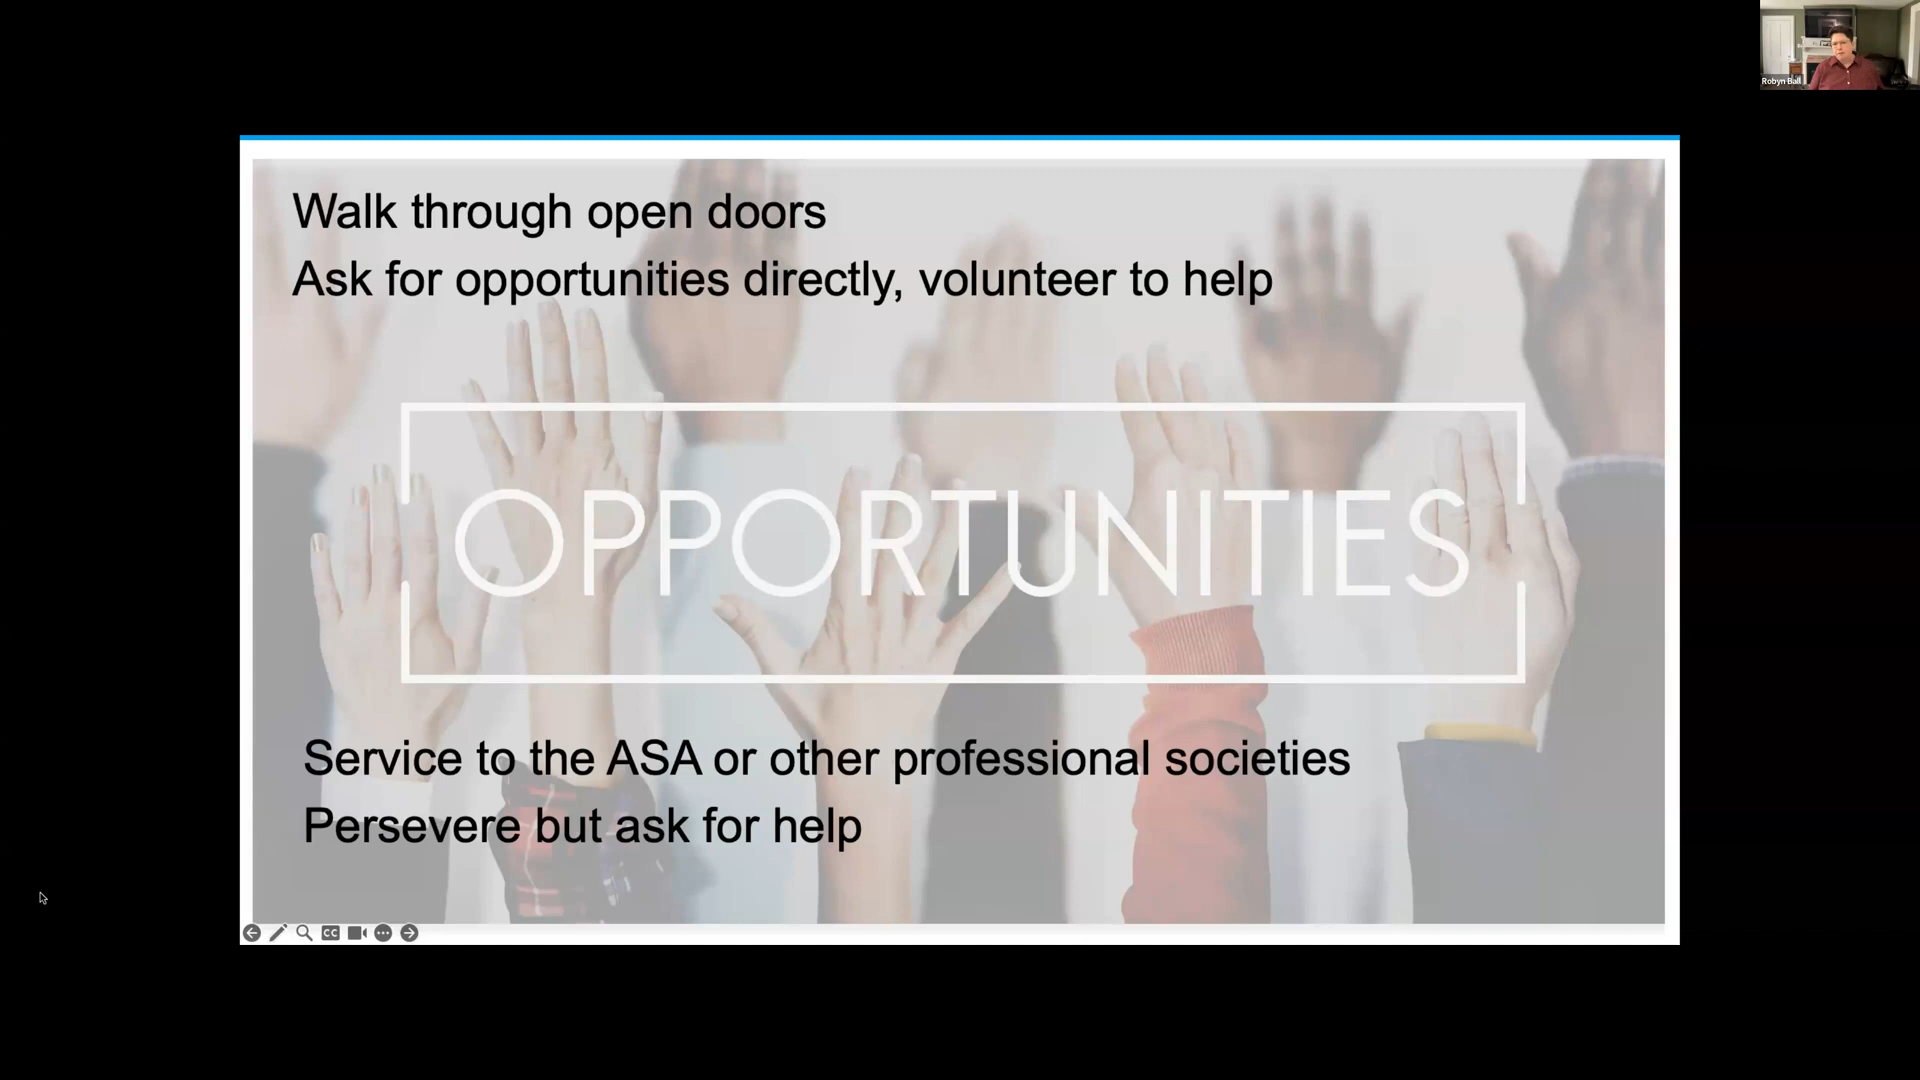 Robyn Ball
Walk through open doors
Ask for opportunities directly, volunteer to help
OPPORTUNITIES
Service to the ASA or other professional societies
Persevere but ask for help
CC